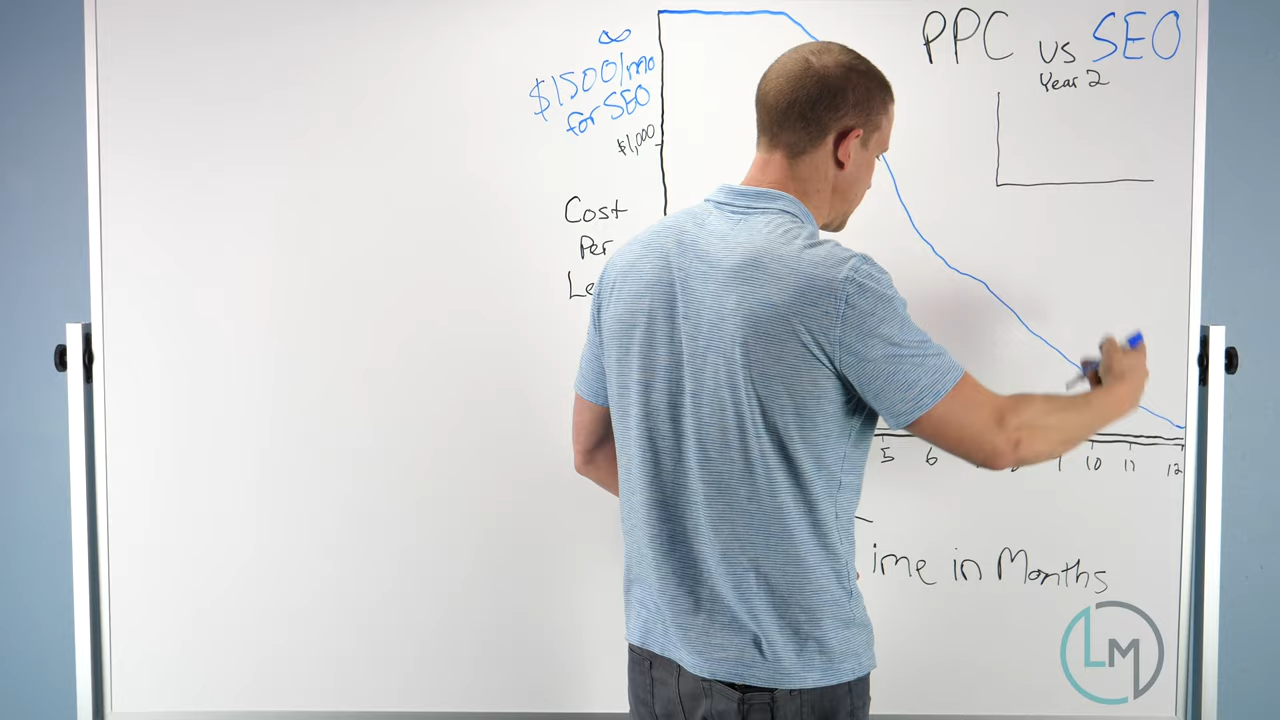 PPC vs SEO
Year 2
∞
$1500/mo
for SEO
$1,000
Cost
Per
5 6 10 11 12
ime in Months
LM